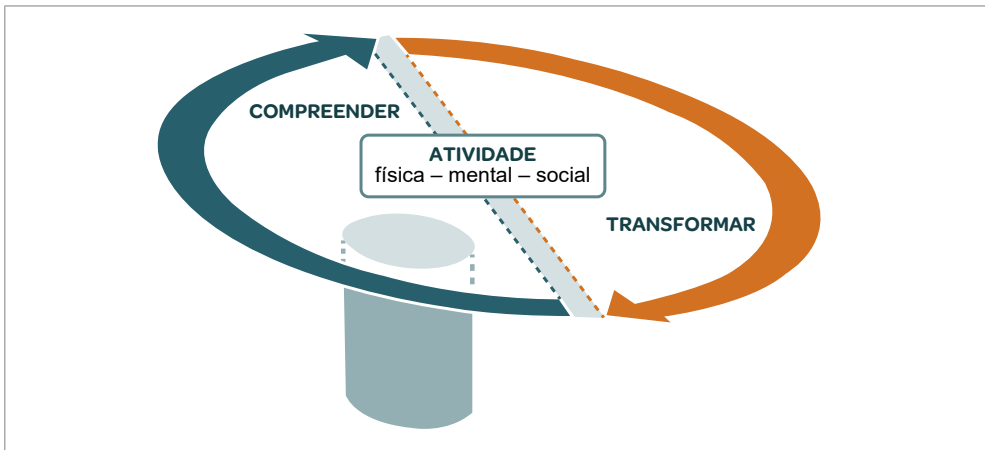 COMPREENDER
ATIVIDADE
física – mental – social
TRANSFORMAR